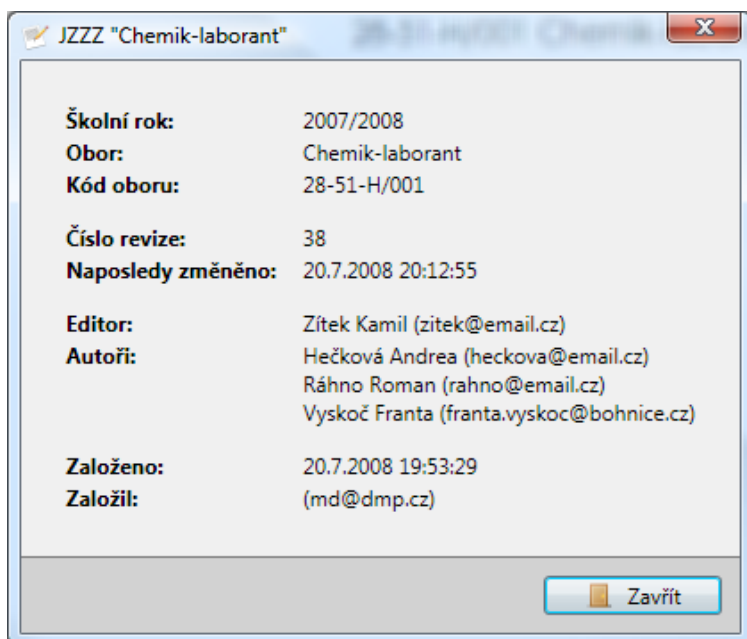 JZZZ "Chemik-laborant"
Školní rok: 2007/2008
Obor: Chemik-laborant
Kód oboru: 28-51-H/001
Číslo revize: 38
Naposledy změněno: 20.7.2008 20:12:55
Editor: Zítek Kamil (zitek@email.cz)
Autoři: Hečková Andrea (heckova@email.cz)
Ráhno Roman (rahno@email.cz)
Vyskoč Franta (franta.vyskoc@bohnice.cz)
Založeno: 20.7.2008 19:53:29
Založil: (md@dmp.cz)
Zavřít